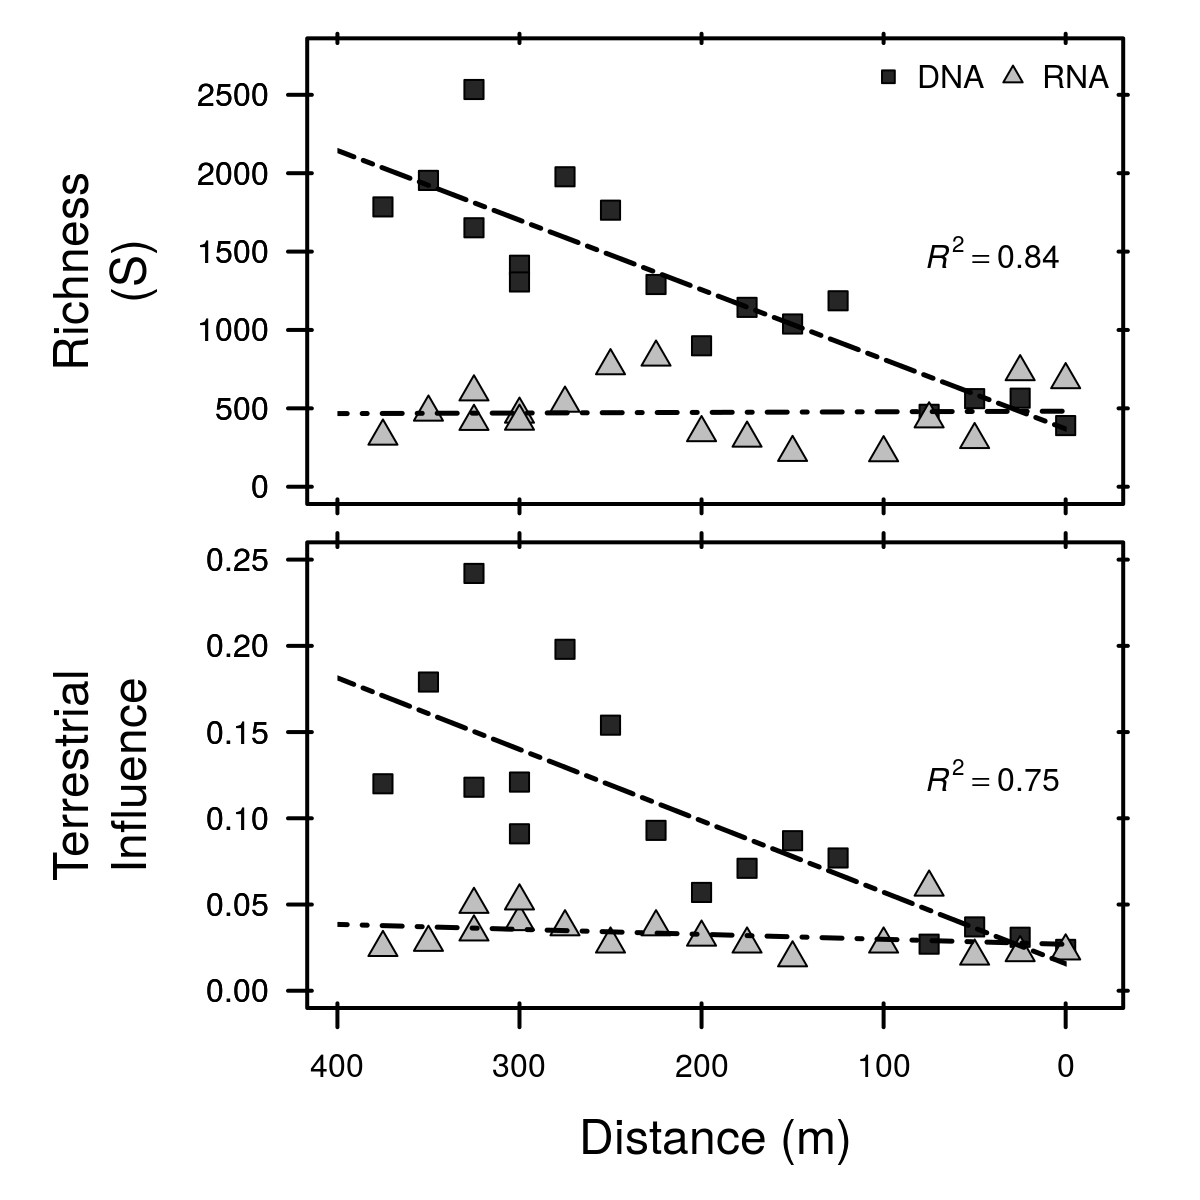 DNA RNA
2500
2000
1500
1000
500
0
Richness
(S)
R² = 0.84
0.25
0.20
0.15
0.10
0.05
0.00
Terrestrial
Influence
R² = 0.75
400 300 200 100 0
Distance (m)